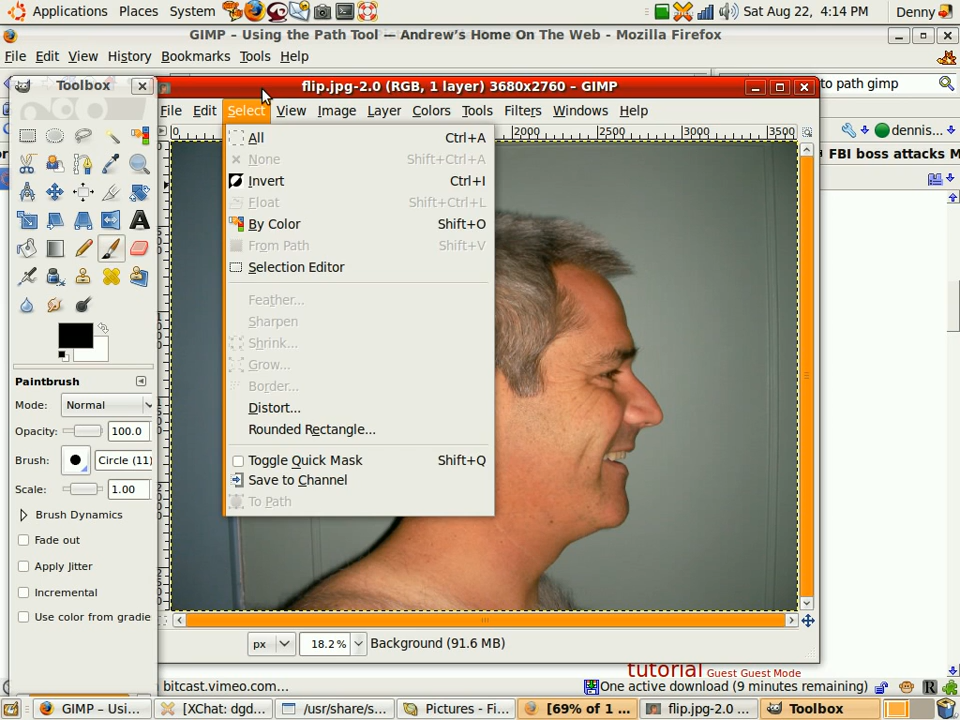 Applications Places System
Sat Aug 22, 4:14 PM Denny
GIMP – Using the Path Tool — Andrew's Home On The Web – Mozilla Firefox
File Edit View History Bookmarks Tools Help
Toolbox
flip.jpg-2.0 (RGB, 1 layer) 3680x2760 – GIMP
to path gimp
File Edit Select View Image Layer Colors Tools Filters Windows Help
0 2000 2500 3000 3500
dennis...
All Ctrl+A
None Shift+Ctrl+A
FBI boss attacks M
Invert Ctrl+I
Float Shift+Ctrl+L
By Color Shift+O
From Path Shift+V
Selection Editor
Feather...
Sharpen
Shrink...
Grow...
Border...
Distort...
Rounded Rectangle...
Toggle Quick Mask Shift+Q
Save to Channel
To Path
Paintbrush
Mode: Normal
Opacity: 100.0
Brush: Circle (11)
Scale: 1.00
Brush Dynamics
Fade out
Apply Jitter
Incremental
Use color from gradie
px 18.2% Background (91.6 MB)
tutorial Guest Guest Mode
bitcast.vimeo.com...
One active download (9 minutes remaining)
GIMP – Usi... [XChat: dgd... /usr/share/s... Pictures – Fi... [69% of 1 ... flip.jpg-2.0 ... Toolbox